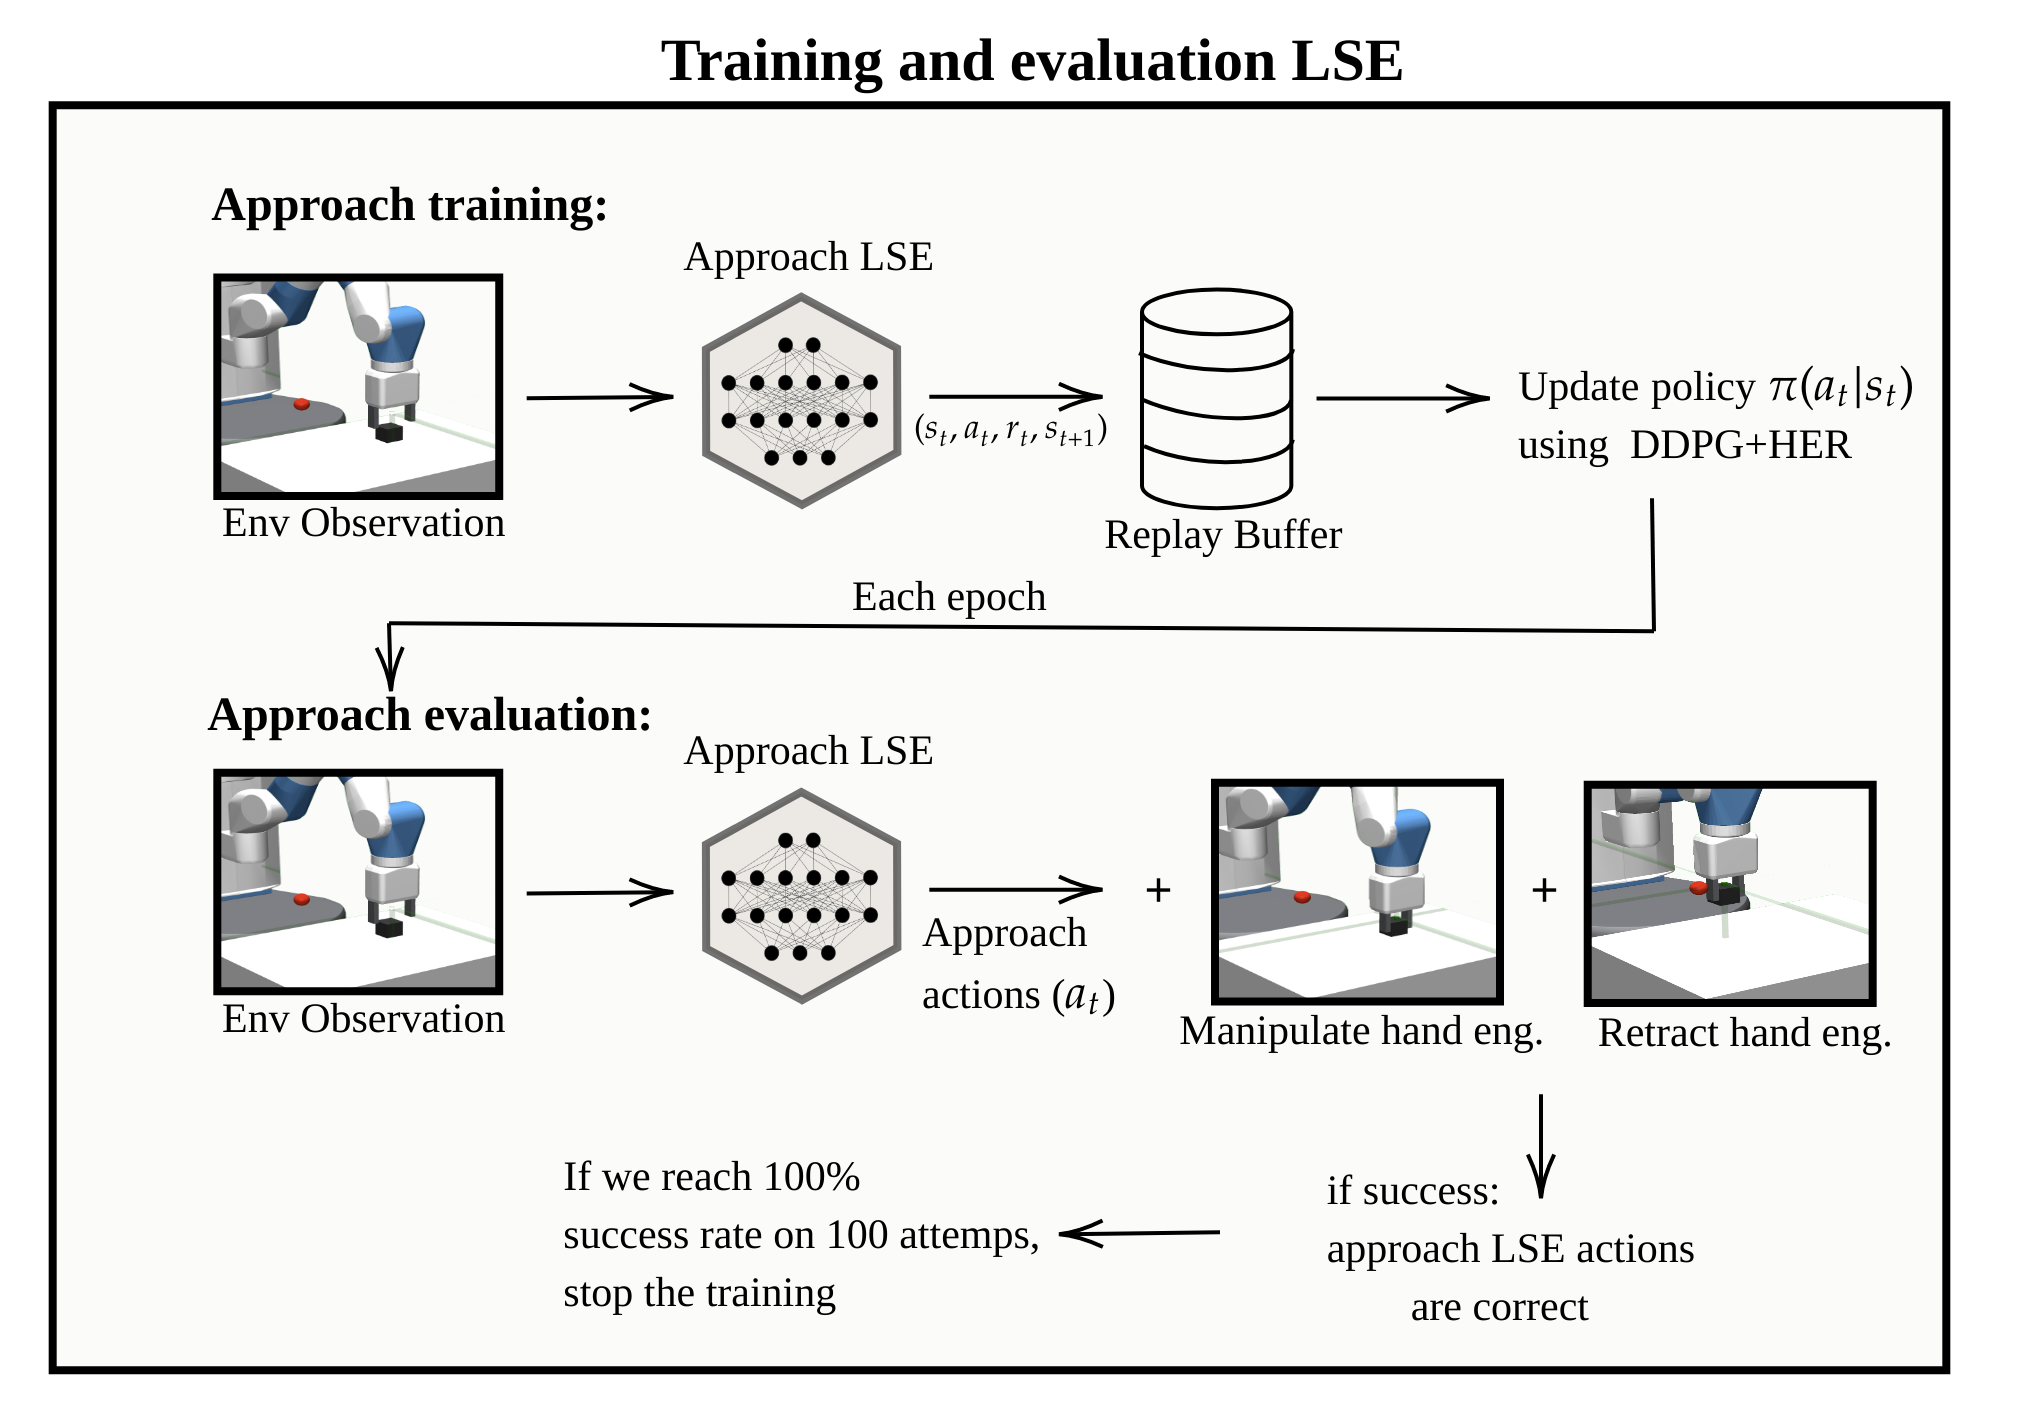 Training and evaluation LSE
Approach training:
Approach LSE
Env Observation
(s_t, a_t, r_t, s_{t+1})
Replay Buffer
Update policy π(a_t|s_t)
using DDPG+HER
Each epoch
Approach evaluation:
Approach LSE
Env Observation
Approach
actions (a_t)
+
Manipulate hand eng.
+
Retract hand eng.
if success:
approach LSE actions
are correct
If we reach 100%
success rate on 100 attemps,
stop the training